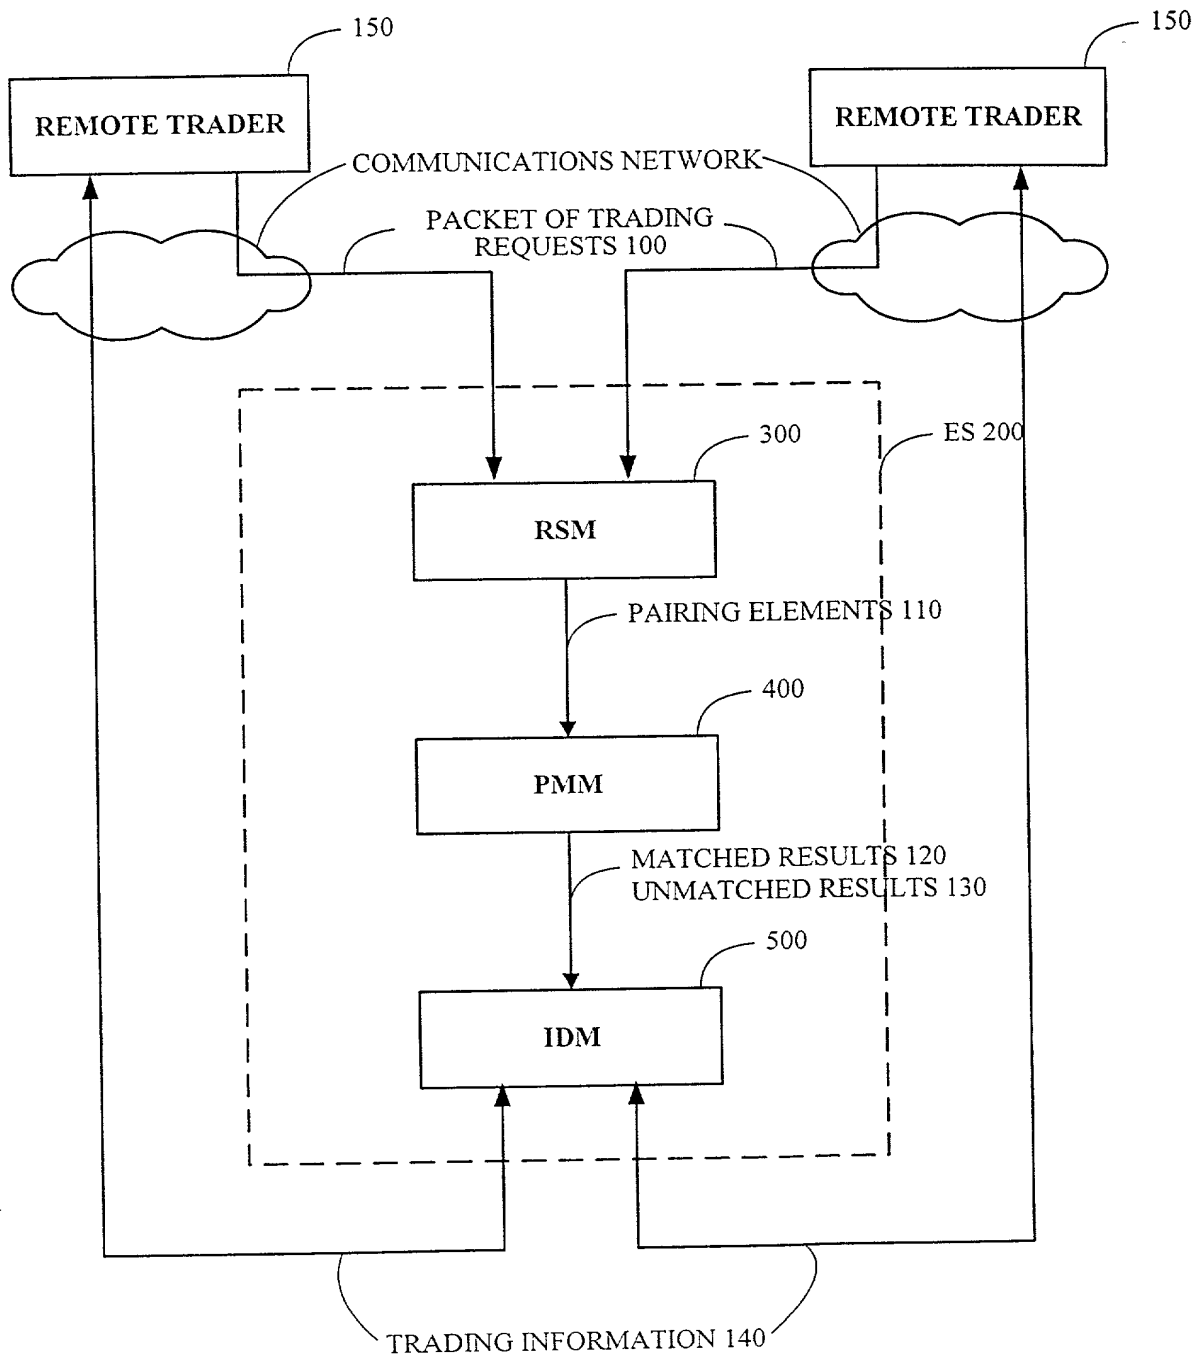 150
150
REMOTE TRADER
REMOTE TRADER
COMMUNICATIONS NETWORK
PACKET OF TRADING
REQUESTS 100
300
ES 200
RSM
PAIRING ELEMENTS 110
400
PMM
MATCHED RESULTS 120
UNMATCHED RESULTS 130
500
IDM
TRADING INFORMATION 140